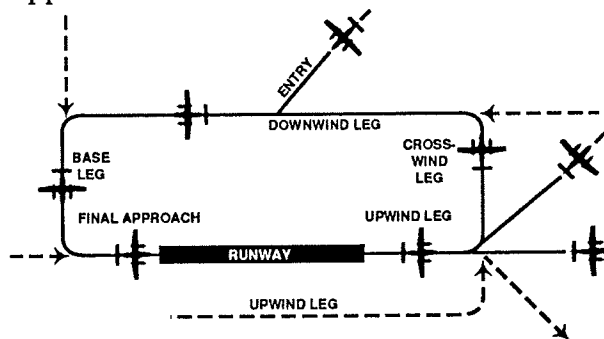 ENTRY
DOWNWIND LEG
BASE
LEG
CROSS-
WIND
LEG
FINAL APPROACH
UPWIND LEG
RUNWAY
UPWIND LEG